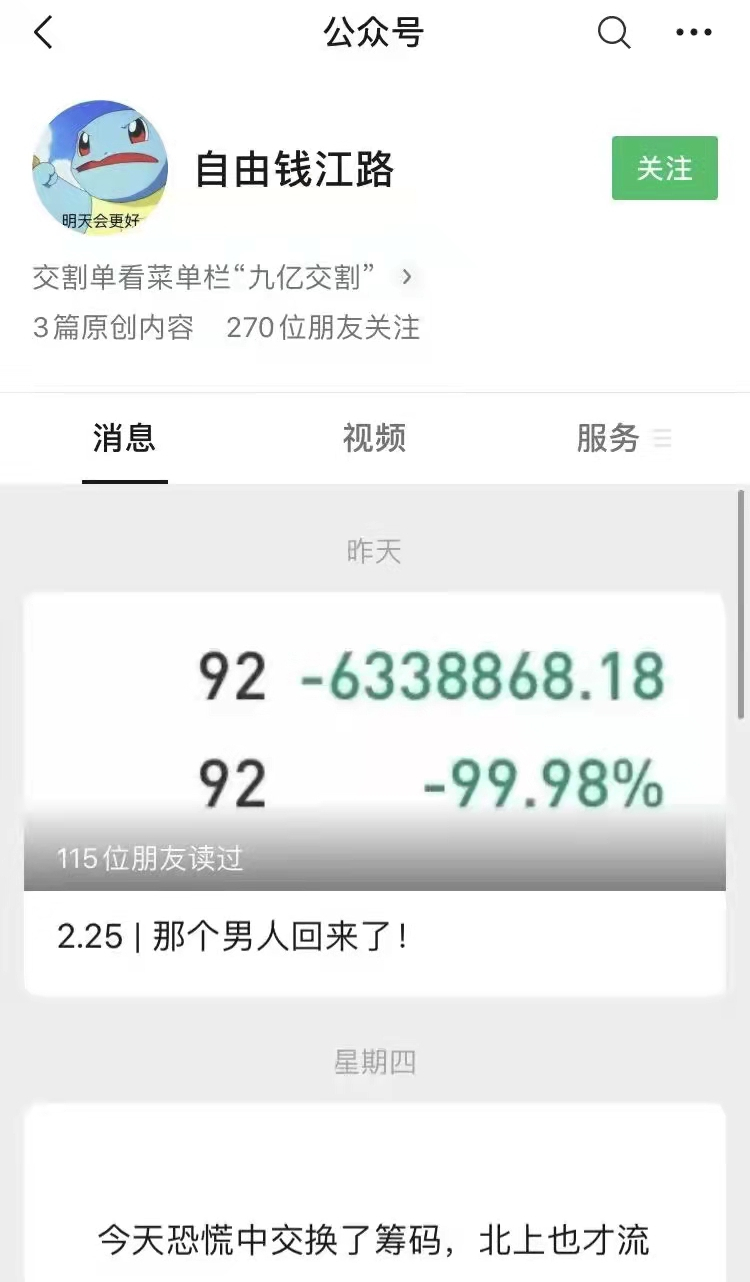 公众号
明天会更好
自由钱江路
关注
交割单看菜单栏“九亿交割”
3篇原创内容 270位朋友关注
消息 视频 服务
昨天
92 -6338868.18
92 -99.98%
115位朋友读过
2.25 | 那个男人回来了!
星期四
今天恐慌中交换了筹码，北上也才流